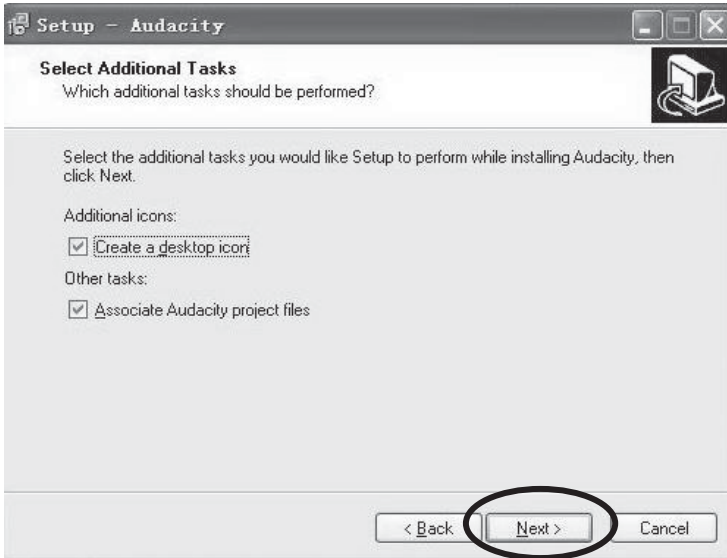 Setup - Audacity
Select Additional Tasks
Which additional tasks should be performed?
Select the additional tasks you would like Setup to perform while installing Audacity, then
click Next.
Additional icons:
Create a desktop icon
Other tasks:
Associate Audacity project files
< Back Next > Cancel